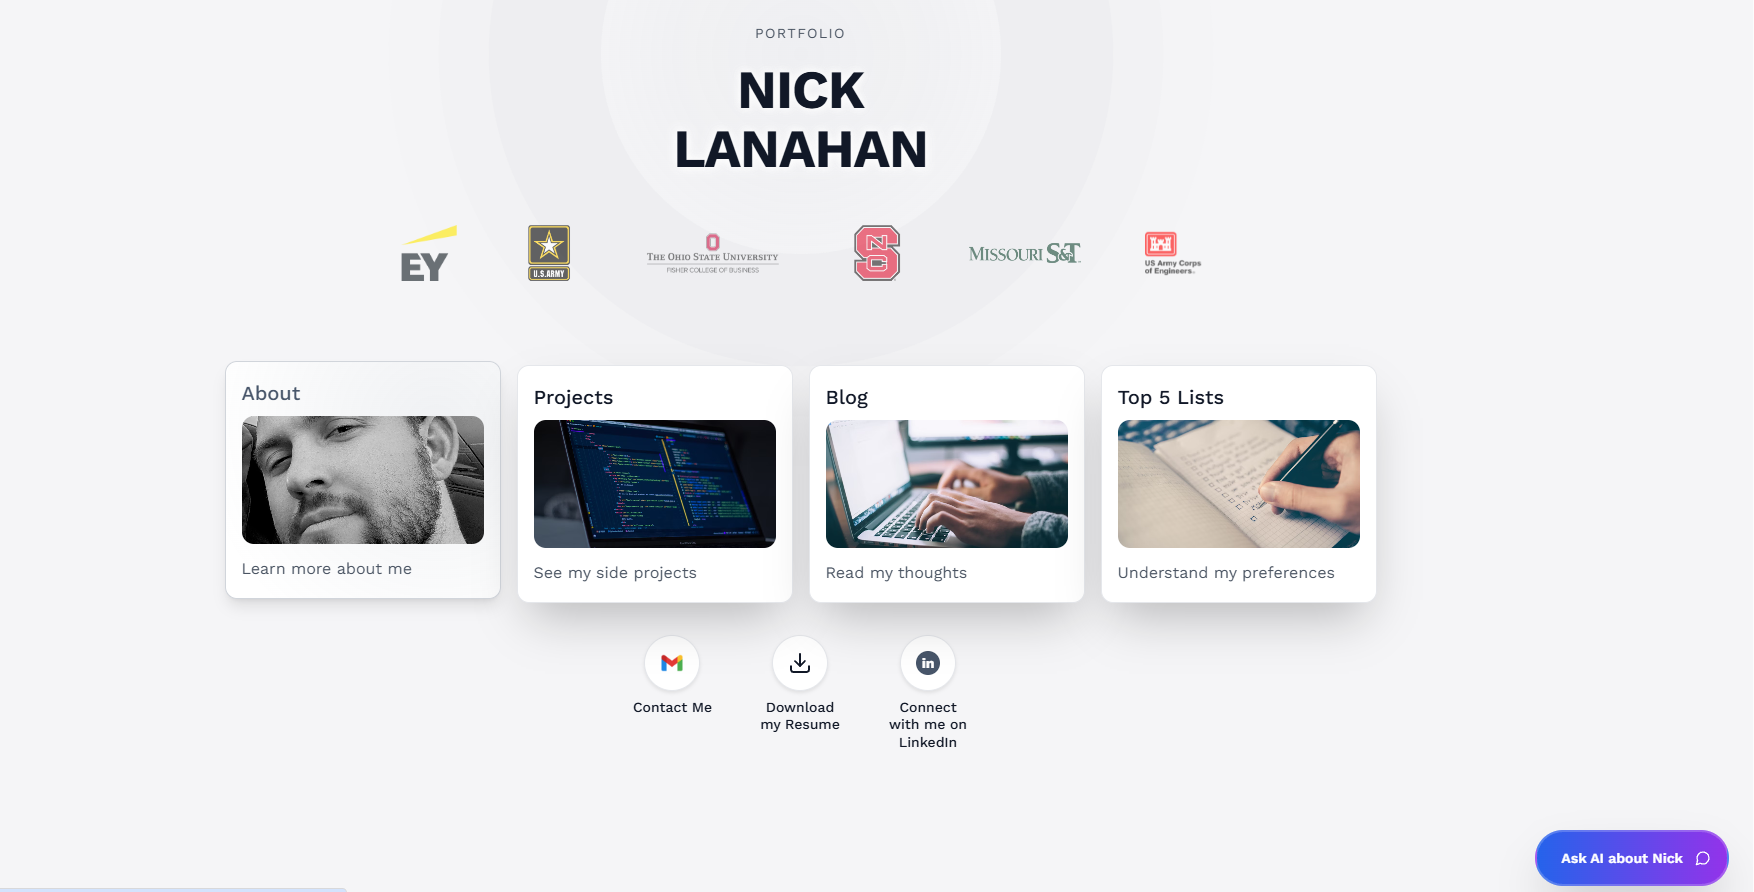 PORTFOLIO
NICK
LANAHAN
EY
U.S.ARMY
THE OHIO STATE UNIVERSITY
FISHER COLLEGE OF BUSINESS
S
MISSOURI S&T
US Army Corps
of Engineers.
About
Projects
Blog
Top 5 Lists
Learn more about me
See my side projects
Read my thoughts
Understand my preferences
in
Contact Me
Download
my Resume
Connect
with me on
LinkedIn
Ask AI about Nick